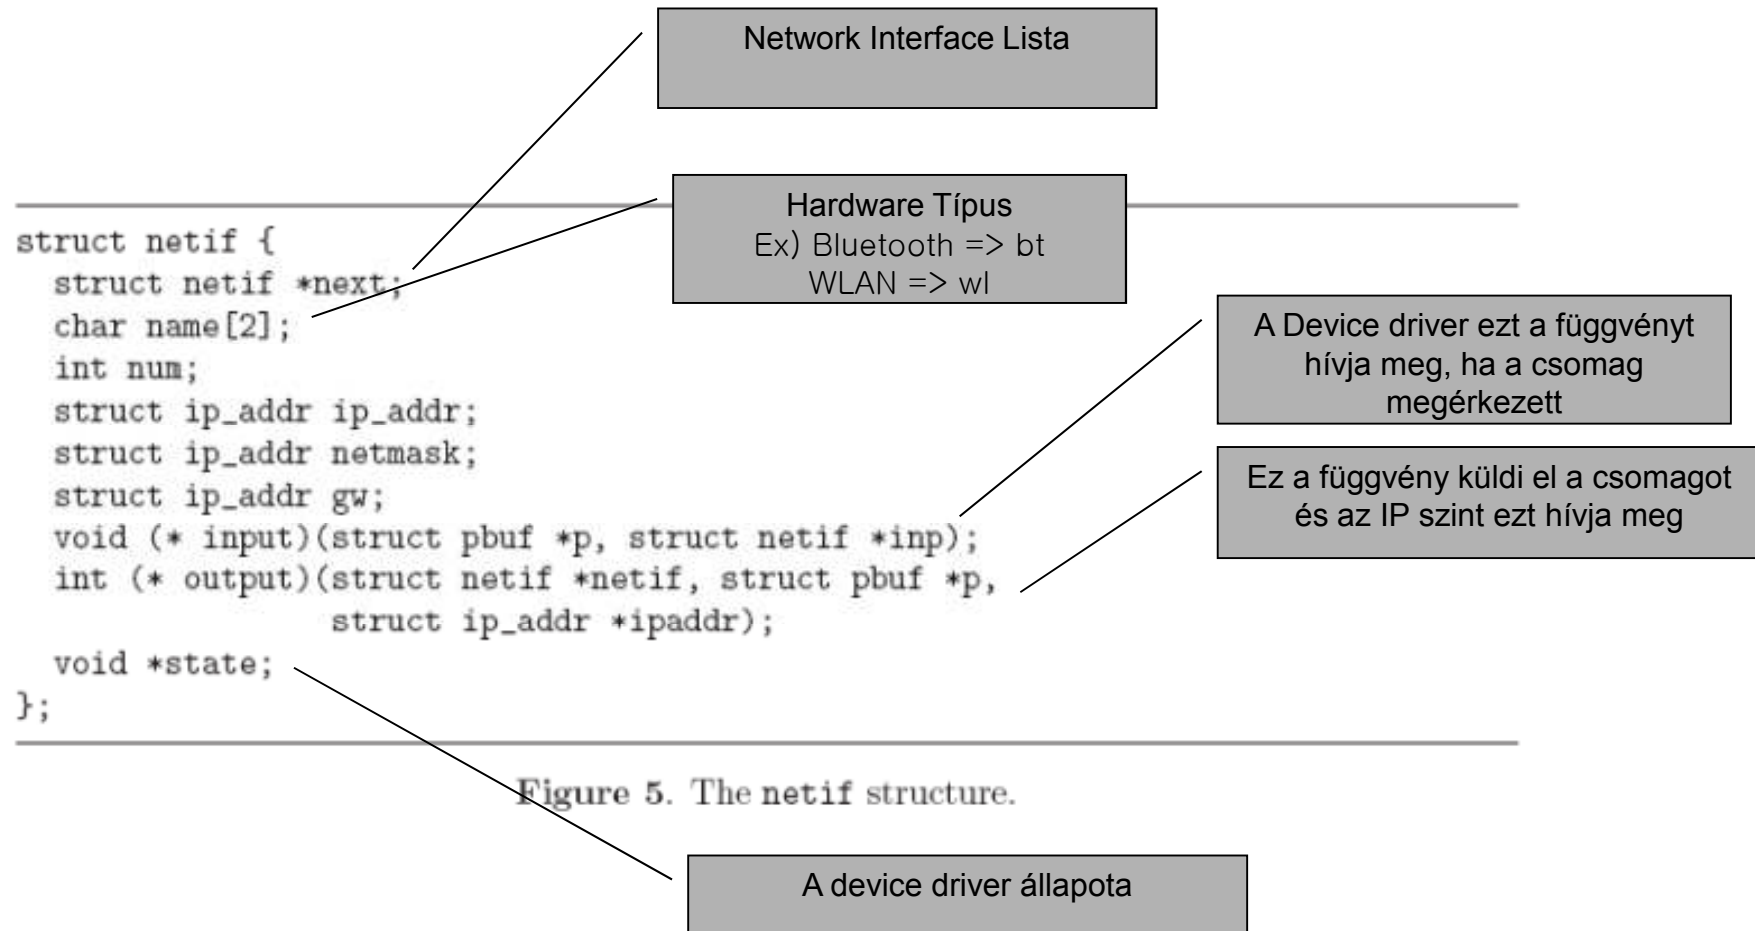 Network Interface Lista
Hardware Típus
Ex) Bluetooth => bt
WLAN => wl
struct netif {
struct netif *next;
char name[2];
int num;
struct ip_addr ip_addr;
struct ip_addr netmask;
struct ip_addr gw;
void (* input)(struct pbuf *p, struct netif *inp);
int (* output)(struct netif *netif, struct pbuf *p,
struct ip_addr *ipaddr);
void *state;
};
A Device driver ezt a függvényt
hívja meg, ha a csomag
megérkezett
Ez a függvény küldi el a csomagot
és az IP szint ezt hívja meg
Figure 5. The netif structure.
A device driver állapota